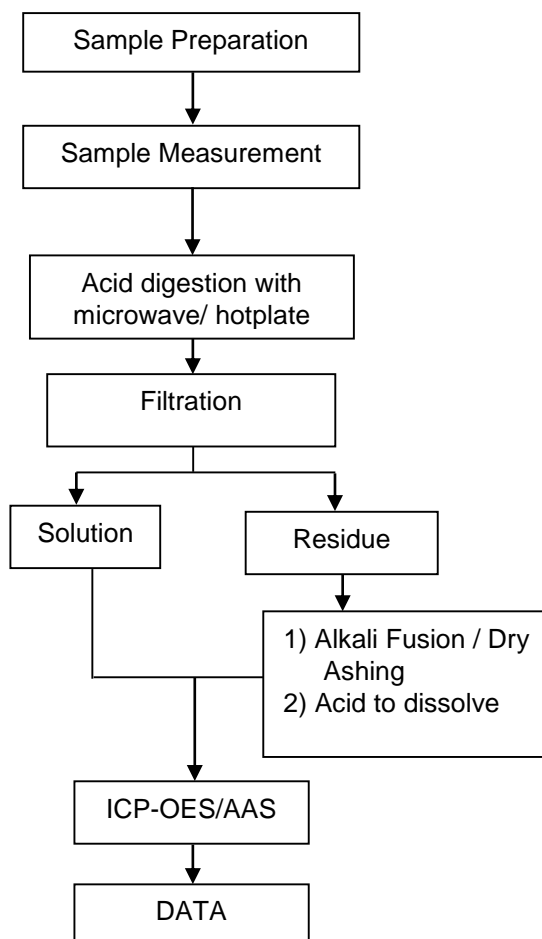 Sample Preparation
Sample Measurement
Acid digestion with
microwave/ hotplate
Filtration
Solution
Residue
1) Alkali Fusion / Dry
Ashing
2) Acid to dissolve
ICP-OES/AAS
DATA